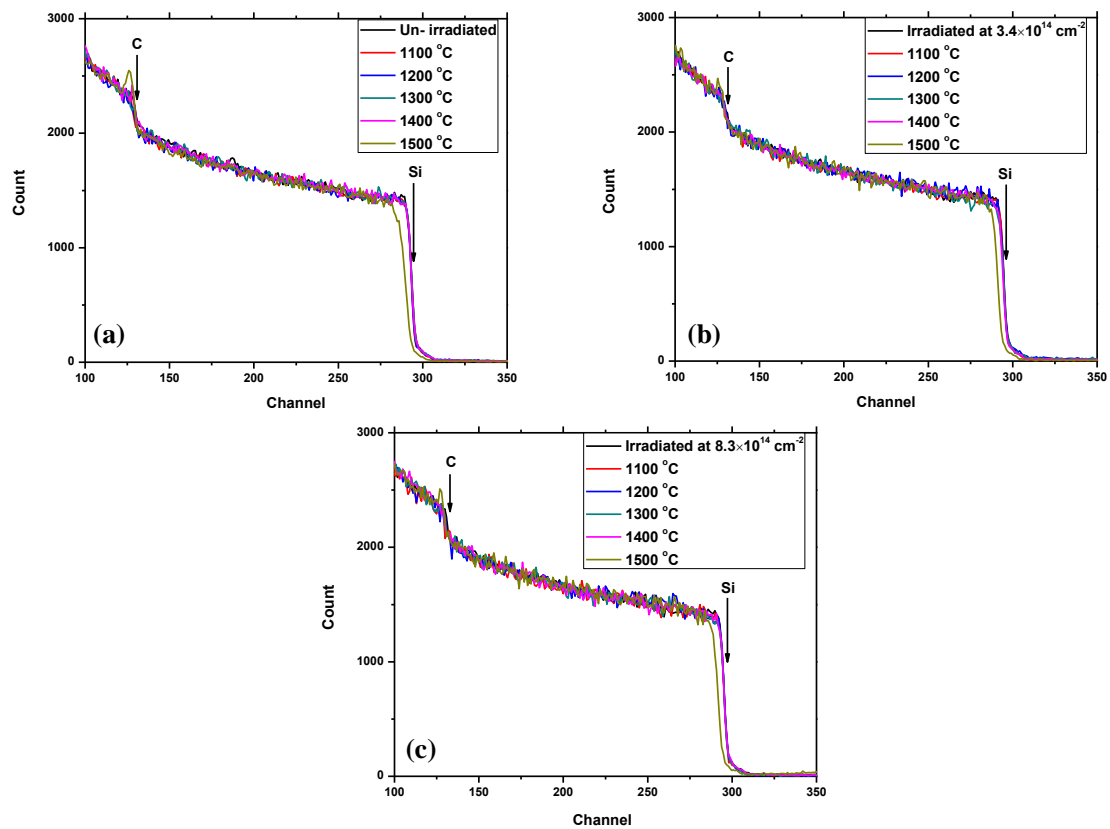 3000
2000
1000
0
Count
C
Si
Un- irradiated
1100 °C
1200 °C
1300 °C
1400 °C
1500 °C
(a)
100 150 200 250 300 350
Channel
3000
2000
1000
0
Count
C
Si
Irradiated at 3.4×10¹⁴ cm⁻²
1100 °C
1200 °C
1300 °C
1400 °C
1500 °C
(b)
100 150 200 250 300 350
Channel
3000
2000
1000
0
Count
C
Si
Irradiated at 8.3×10¹⁴ cm⁻²
1100 °C
1200 °C
1300 °C
1400 °C
1500 °C
(c)
100 150 200 250 300 350
Channel